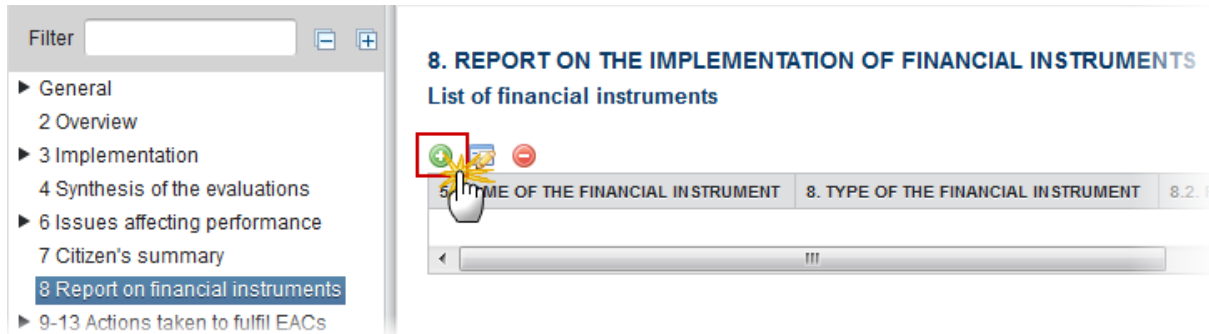 Filter
General
2 Overview
3 Implementation
4 Synthesis of the evaluations
6 Issues affecting performance
7 Citizen's summary
8 Report on financial instruments
9-13 Actions taken to fulfil EACs
8. REPORT ON THE IMPLEMENTATION OF FINANCIAL INSTRUMENTS
List of financial instruments
OF THE FINANCIAL INSTRUMENT 8. TYPE OF THE FINANCIAL INSTRUMENT 8.2.